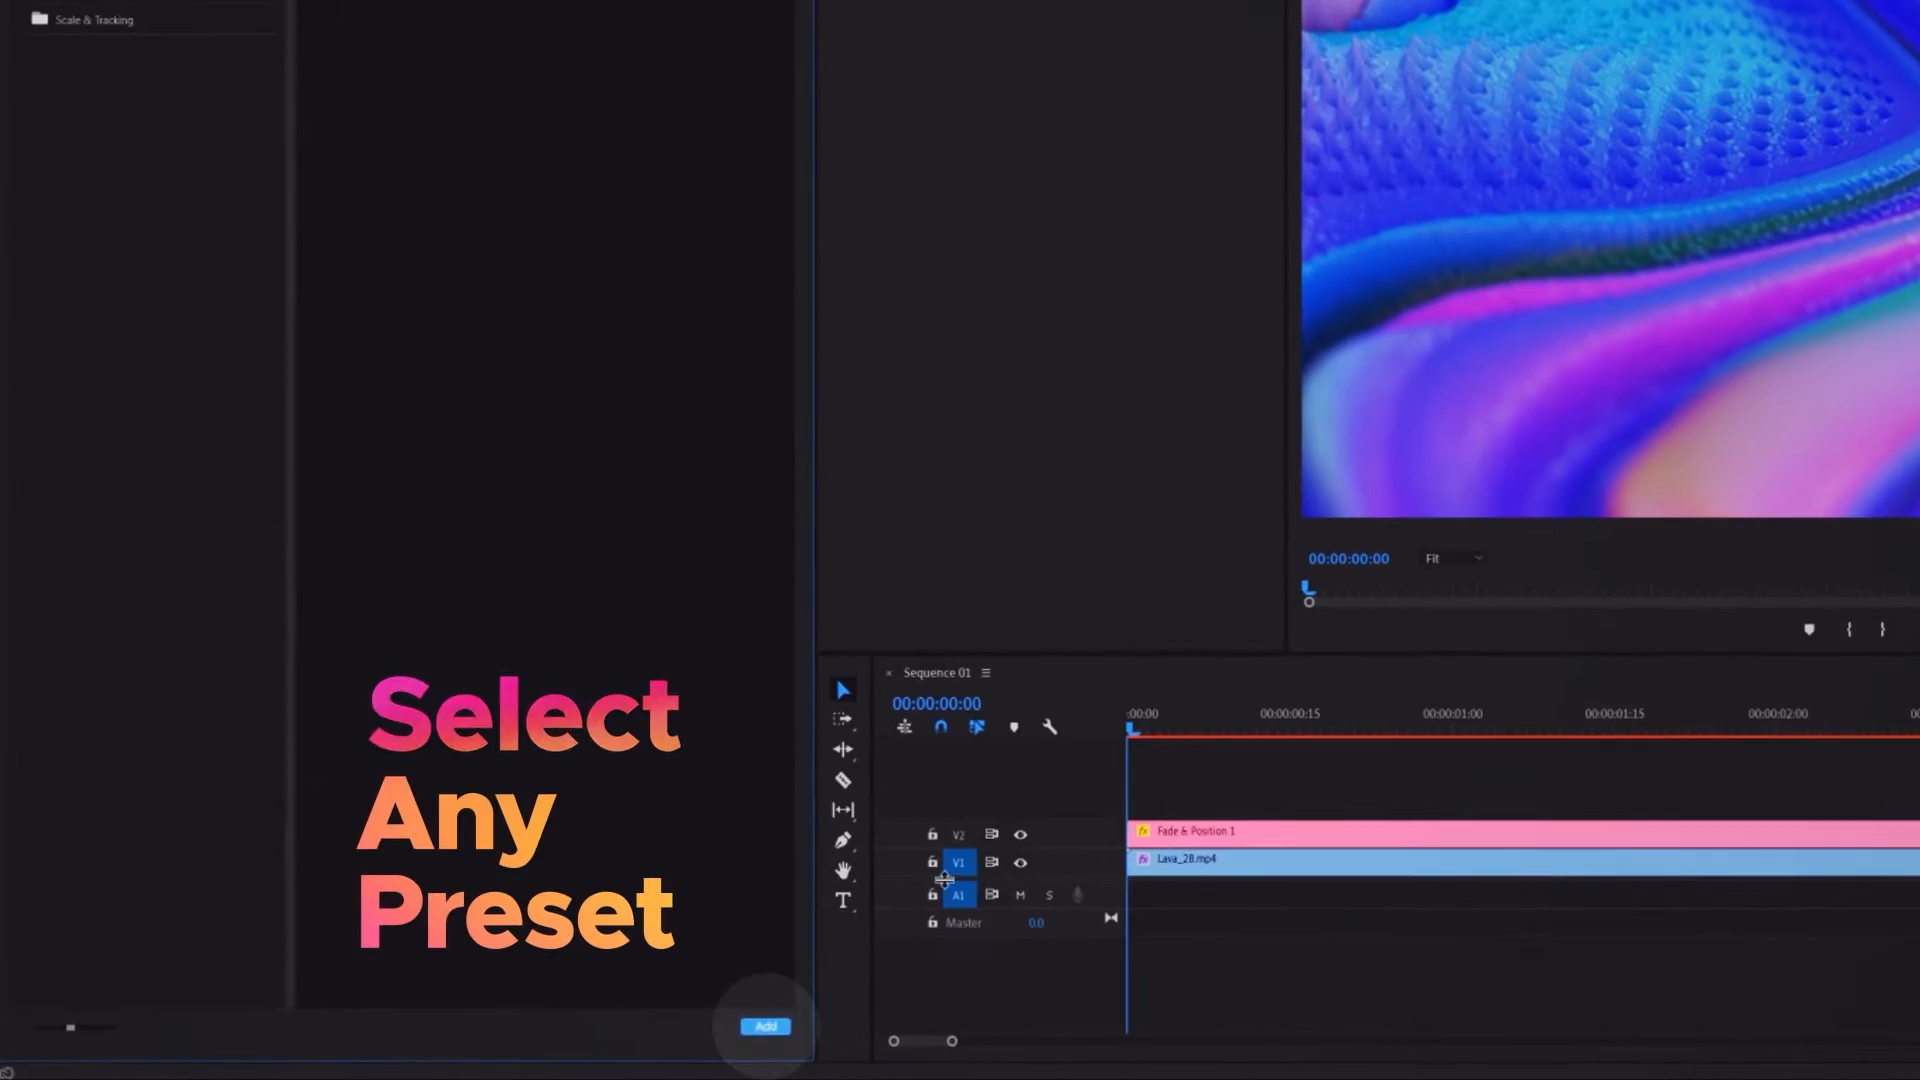 Scale & Tracking
Select
Any
Preset
Add
00:00:00:00
Fit
Sequence 01
00:00:00:00
:00:00
00:00:00:15
00:00:01:00
00:00:01:15
00:00:02:00
V2
Fade & Position 1
V1
Lava_28.mp4
A1
M
S
Master
0.0